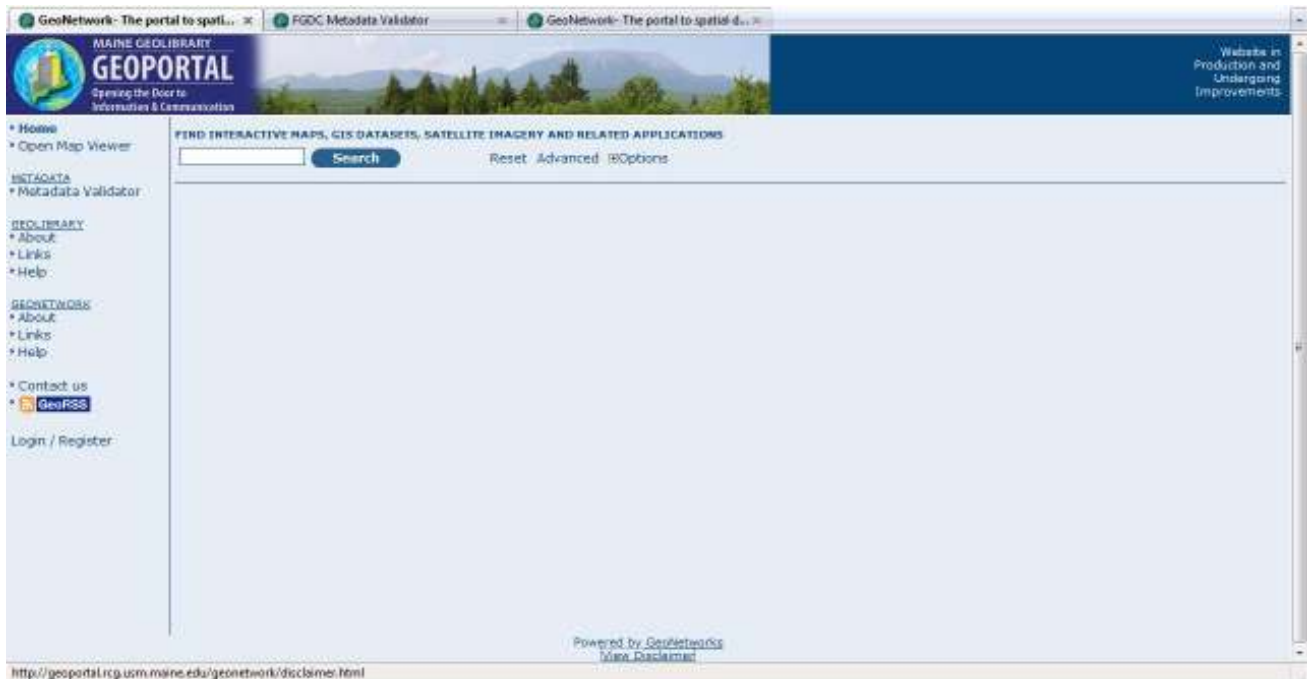 GeoNetwork - The portal to spati...
FGDC Metadata Validator
GeoNetwork - The portal to spatial d...
MAINE GEOLIBRARY
GEOPORTAL
Opening the Door to
Information & Communication
Website in
Production and
Undergoing
Improvements
Home
Open Map Viewer
METADATA
Metadata Validator
GEOLIBRARY
About
Links
Help
GEONETWORK
About
Links
Help
Contact us
GeoRSS
Login / Register
FIND INTERACTIVE MAPS, GIS DATASETS, SATELLITE IMAGERY AND RELATED APPLICATIONS
Search
Reset Advanced ⊞Options
Powered by GeoNetworks
View Disclaimer
http://geoportal.rcg.usm.maine.edu/geonetwork/disclaimer.html